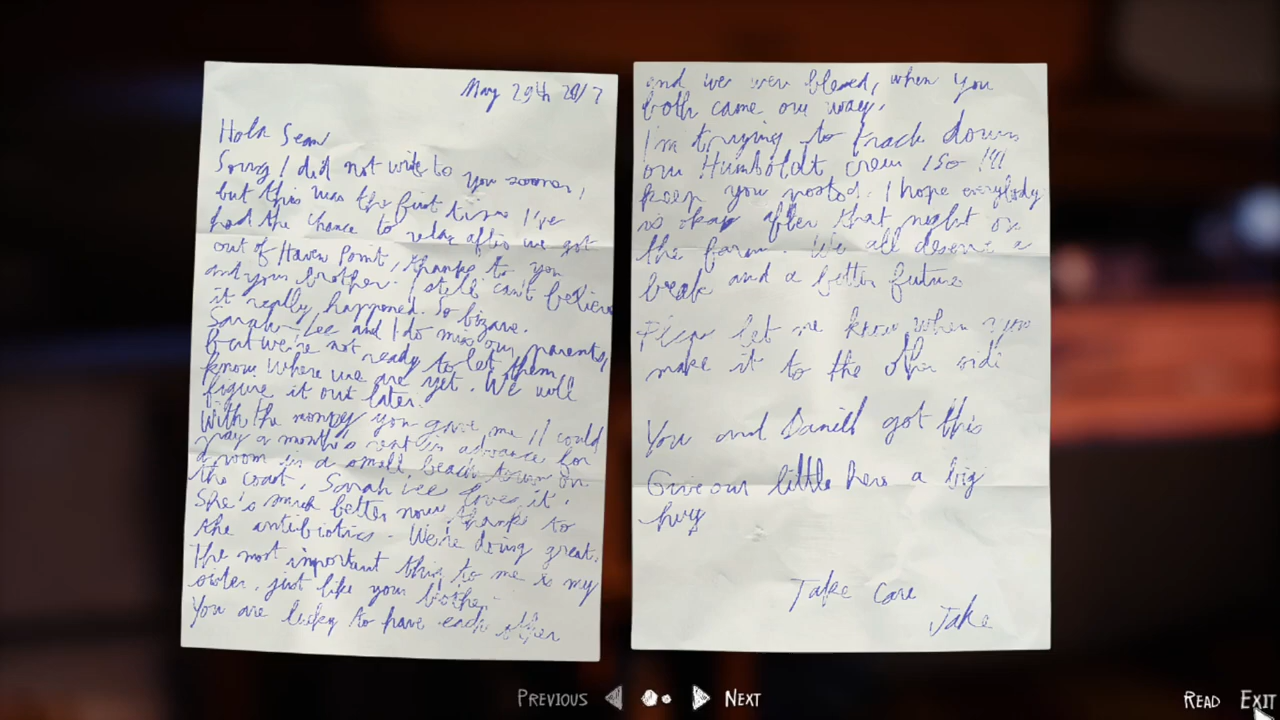 May 29th 2017
Hola Sean
Sorry I did not write to you sooner,
but this was the first time I've
had the chance to relax after we got
out of Haven Point, thanks to you
and your brother. I still can't believe
it really happened. So bizare.
Sarah-Lee and I do miss our parents,
but we're not ready to let them
know where we are yet. We will
figure it out later.
With the money you gave me I could
pay a month's rent in advance for
a room in a small beach town on
the coast, Sarah Lee loves it.
She's much better now, thanks to
the antibiotics. We're doing great.
The most important thing to me is my
sister, just like your brother.
You are lucky to have each other
and we were blessed, when you
both came our way.
I'm trying to track down
our Humboldt crew, so I'll
keep you posted. I hope everybody
is okay after that night on
the farm. We all deserve a
break and a better future
Please let me know when you
make it to the other side
You and Daniel got this
Give our little hero a big
hug
Take Care
Jake
PREVIOUS NEXT
READ EXIT